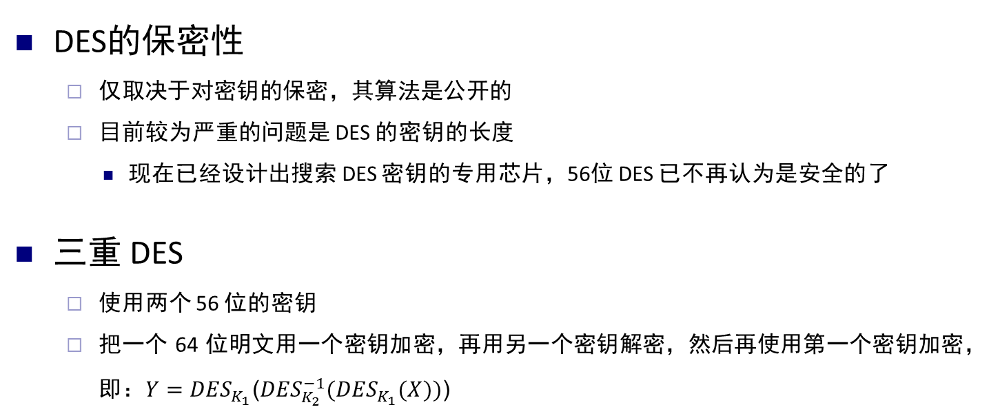 DES的保密性
仅取决于对密钥的保密，其算法是公开的
目前较为严重的问题是 DES 的密钥的长度
现在已经设计出搜索 DES 密钥的专用芯片，56位 DES 已不再认为是安全的了
三重 DES
使用两个 56 位的密钥
把一个 64 位明文用一个密钥加密，再用另一个密钥解密，然后再使用第一个密钥加密，
即：$Y = DES_{K_1}(DES_{K_2}^{-1}(DES_{K_1}(X)))$